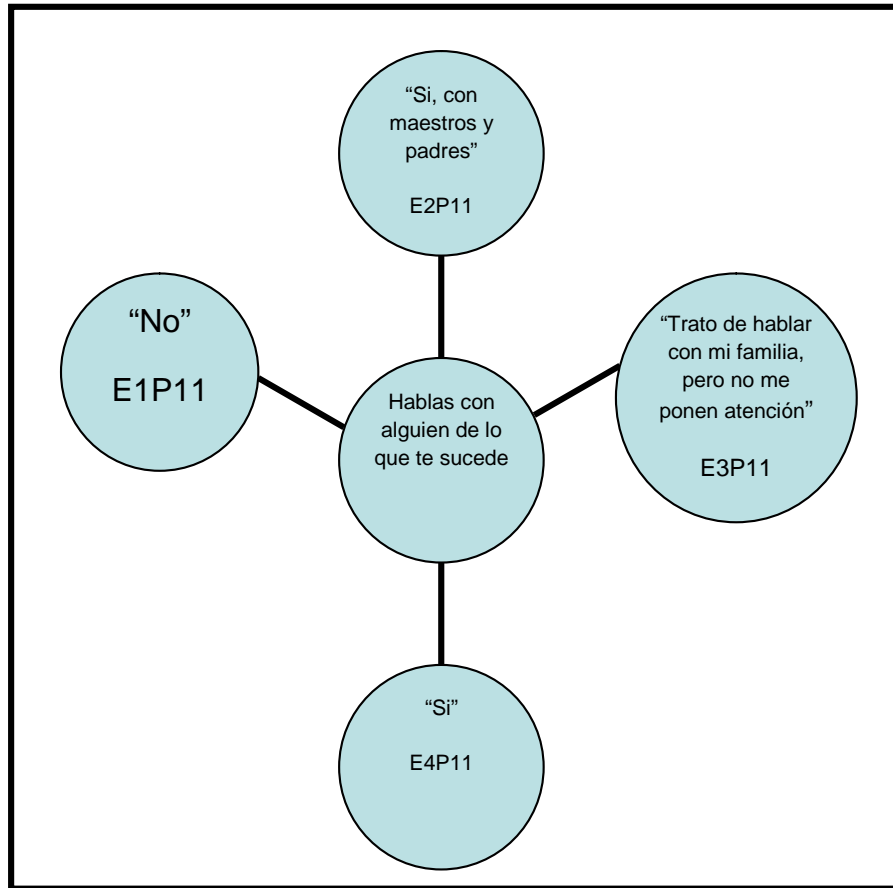 “Si, con
maestros y
padres”
E2P11
“No”
E1P11
“Trato de hablar
con mi familia,
pero no me
ponen atención”
E3P11
Hablas con
alguien de lo
que te sucede
“Si”
E4P11